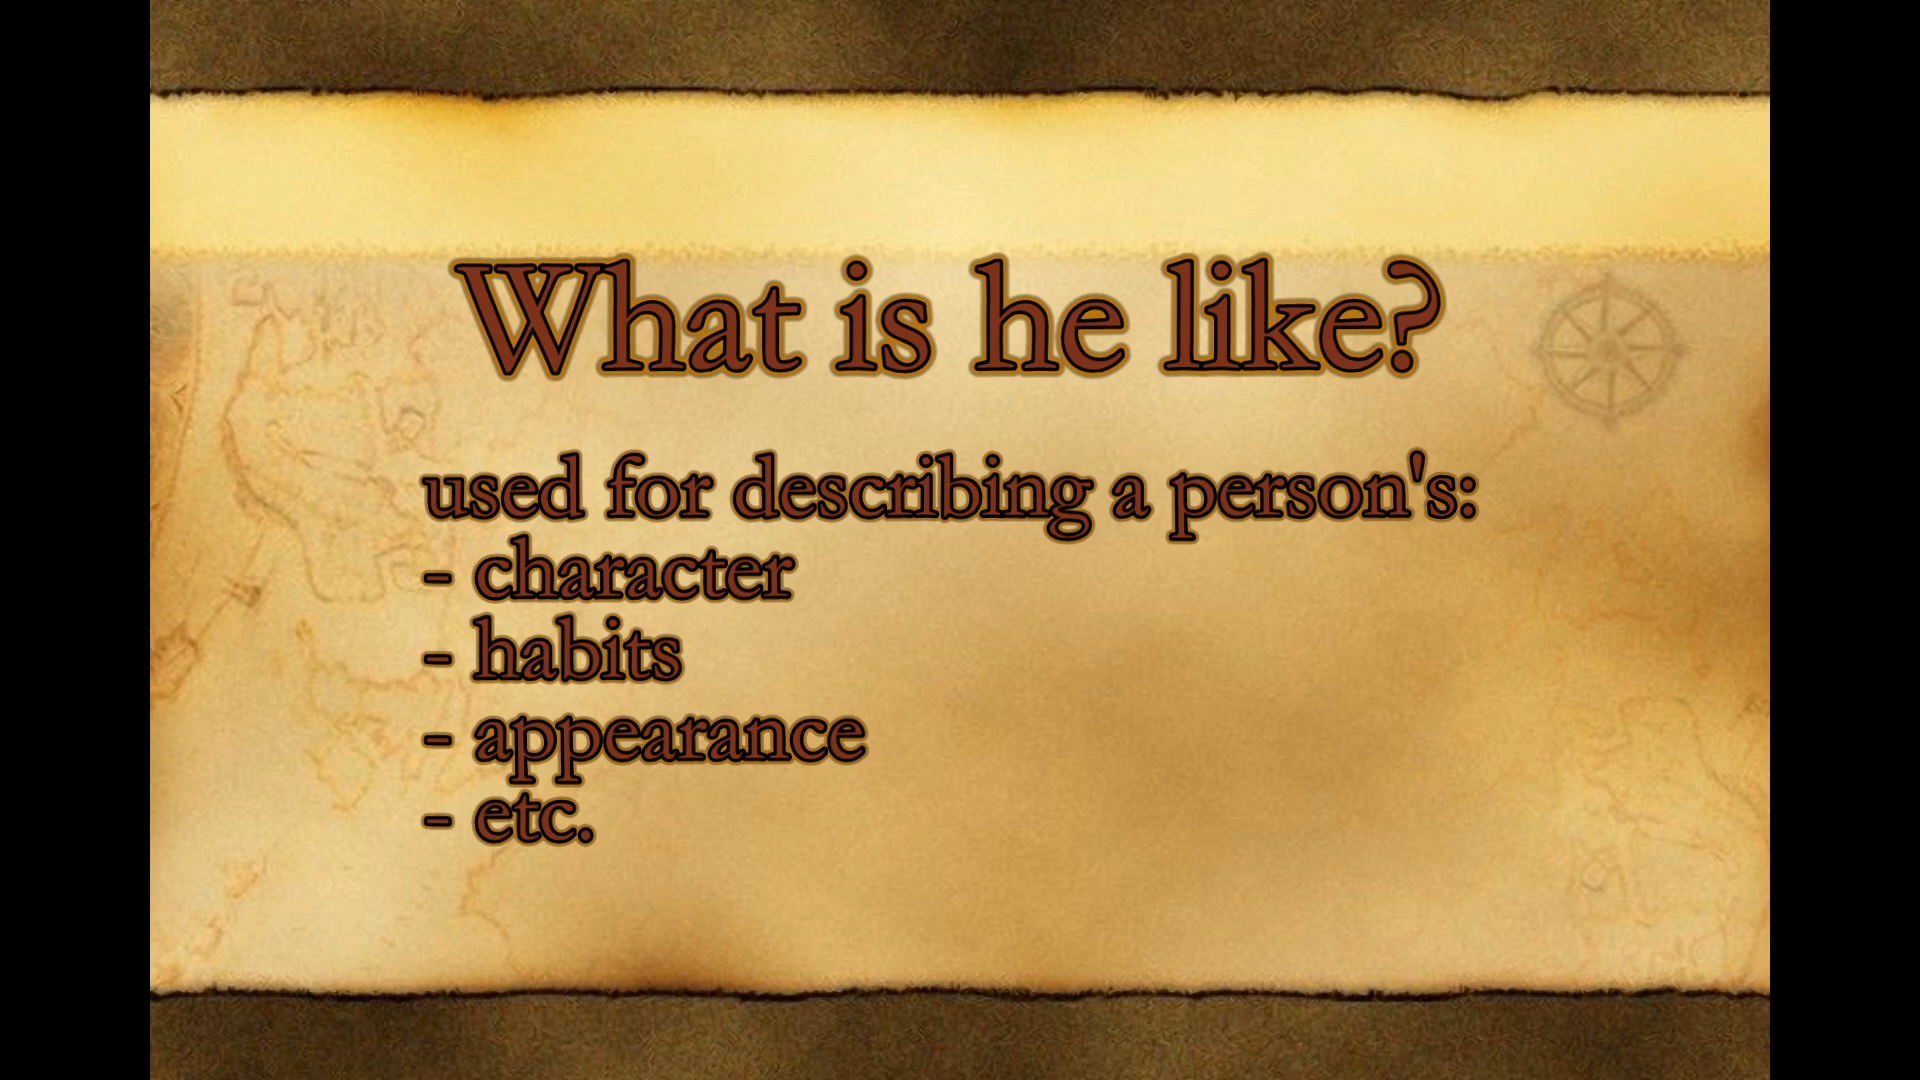 What is he like?
used for describing a person's:
- character
- habits
- appearance
- etc.